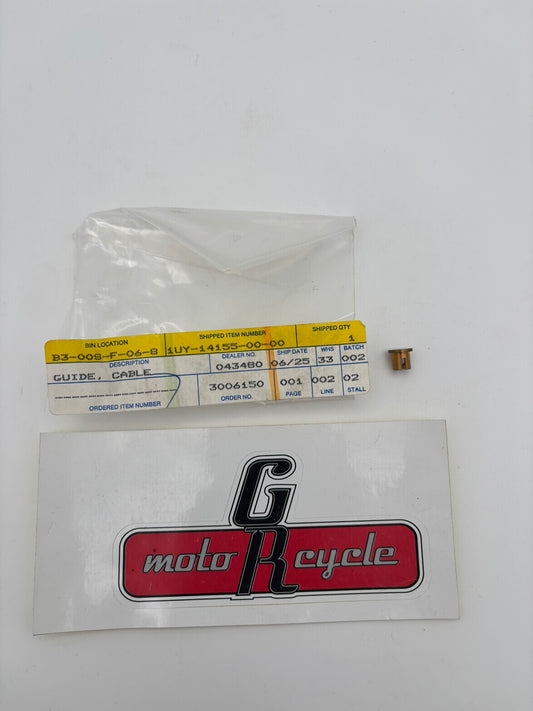 BIN LOCATION SHIPPED ITEM NUMBER SHIPPED QTY
B3-00S-F-06-8 1UY-14155-00-00 1
DESCRIPTION DEALER NO. SHIP DATE WHS BATCH
GUIDE, CABLE 043480 06/25 33 002
3006150 001 002 02
ORDERED ITEM NUMBER ORDER NO. PAGE LINE STALL
G
moto R cycle